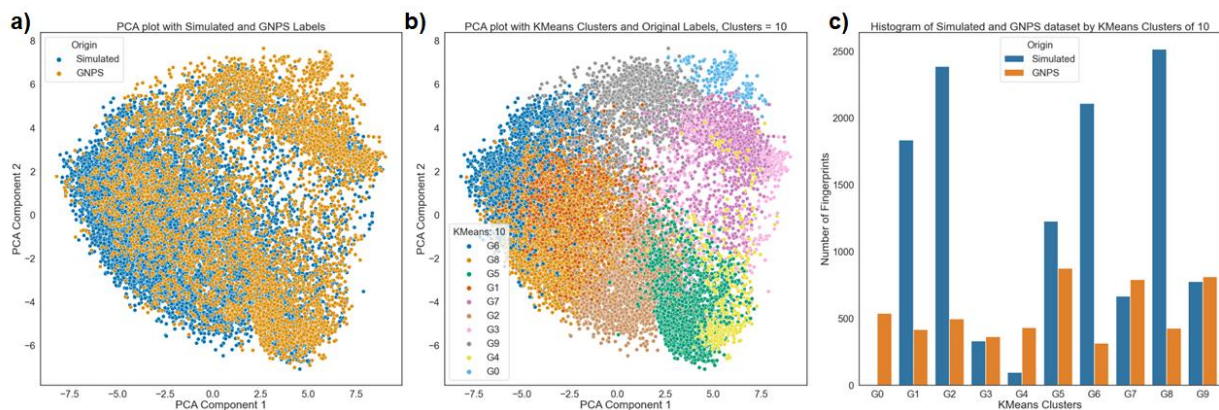 a)
PCA plot with Simulated and GNPS Labels
Origin
Simulated
GNPS
PCA Component 2
8
6
4
2
0
−2
−4
−6
−7.5 −5.0 −2.5 0.0 2.5 5.0 7.5
PCA Component 1
b)
PCA plot with KMeans Clusters and Original Labels, Clusters = 10
KMeans: 10
G6
G8
G5
G1
G7
G2
G3
G9
G4
G0
PCA Component 2
8
6
4
2
0
−2
−4
−6
−7.5 −5.0 −2.5 0.0 2.5 5.0 7.5
PCA Component 1
c)
Histogram of Simulated and GNPS dataset by KMeans Clusters of 10
Origin
Simulated
GNPS
Number of Fingerprints
2500
2000
1500
1000
500
0
G0 G1 G2 G3 G4 G5 G6 G7 G8 G9
KMeans Clusters